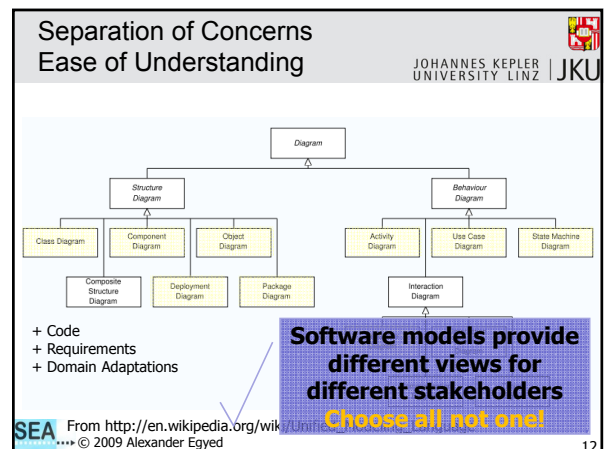 Separation of Concerns
Ease of Understanding
JOHANNES KEPLER
UNIVERSITY LINZ
JKU
Diagram
Structure
Diagram
Behaviour
Diagram
Class Diagram
Component
Diagram
Object
Diagram
Activity
Diagram
Use Case
Diagram
State Machine
Diagram
Composite
Structure
Diagram
Deployment
Diagram
Package
Diagram
Interaction
Diagram
+ Code
+ Requirements
+ Domain Adaptations
Software models provide
different views for
different stakeholders
Choose all not one!
From http://en.wikipedia.org/wiki/Unified_Modeling_Language
SEA
© 2009 Alexander Egyed
12